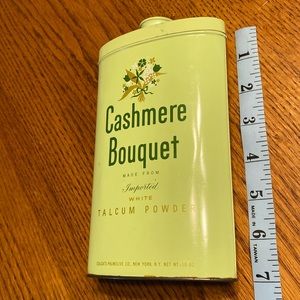 Cashmere
Bouquet
MADE FROM
Imported
WHITE
TALCUM POWDER
COLGATE-PALMOLIVE CO., NEW YORK, N.Y. NET
1
2
3
4
5
MADE IN
6
TAIWAN
7